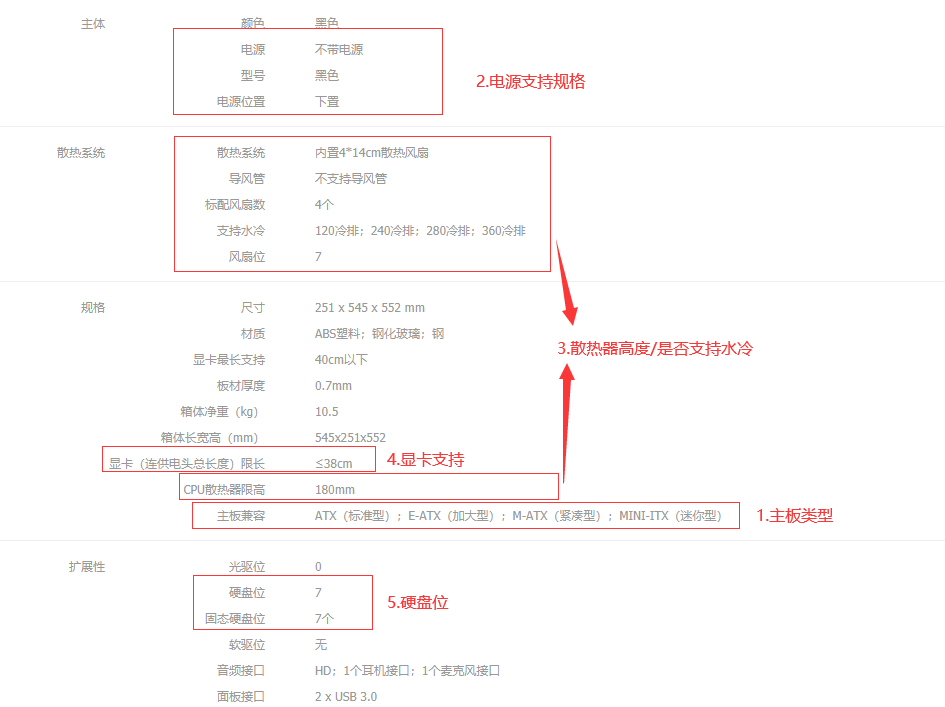 主体 颜色 黑色
电源 不带电源
型号 黑色
电源位置 下置
2.电源支持规格
散热系统 散热系统 内置4*14cm散热风扇
导风管 不支持导风管
标配风扇数 4个
支持水冷 120冷排；240冷排；280冷排；360冷排
风扇位 7
规格 尺寸 251 x 545 x 552 mm
材质 ABS塑料；钢化玻璃；钢
3.散热器高度/是否支持水冷
显卡最长支持 40cm以下
板材厚度 0.7mm
箱体净重（kg） 10.5
箱体长宽高（mm） 545x251x552
显卡（连供电头总长度）限长 ≤38cm 4.显卡支持
CPU散热器限高 180mm
主板兼容 ATX（标准型）；E-ATX（加大型）；M-ATX（紧凑型）；MINI-ITX（迷你型） 1.主板类型
扩展性 光驱位 0
硬盘位 7
5.硬盘位
固态硬盘位 7个
软驱位 无
音频接口 HD；1个耳机接口；1个麦克风接口
面板接口 2 x USB 3.0